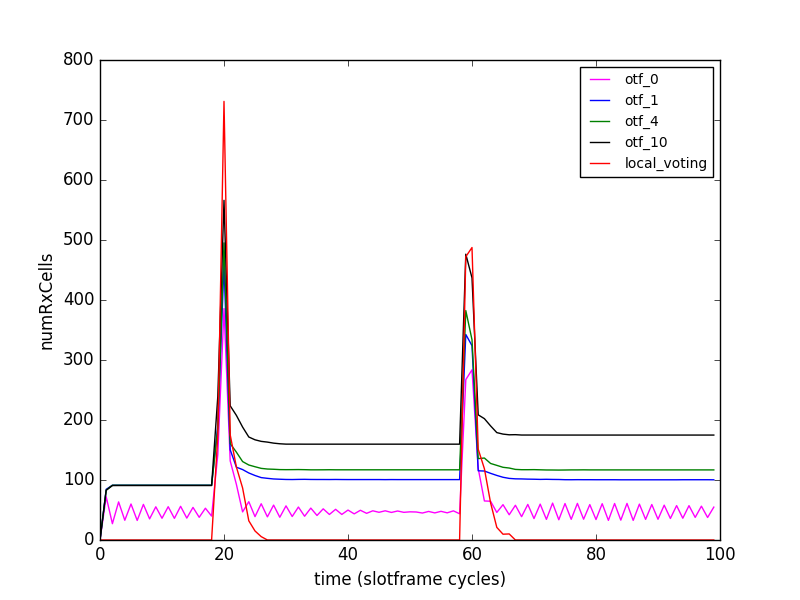 800
700
600
500
400
300
200
100
0
numRxCells
0 20 40 60 80 100
time (slotframe cycles)
otf_0
otf_1
otf_4
otf_10
local_voting